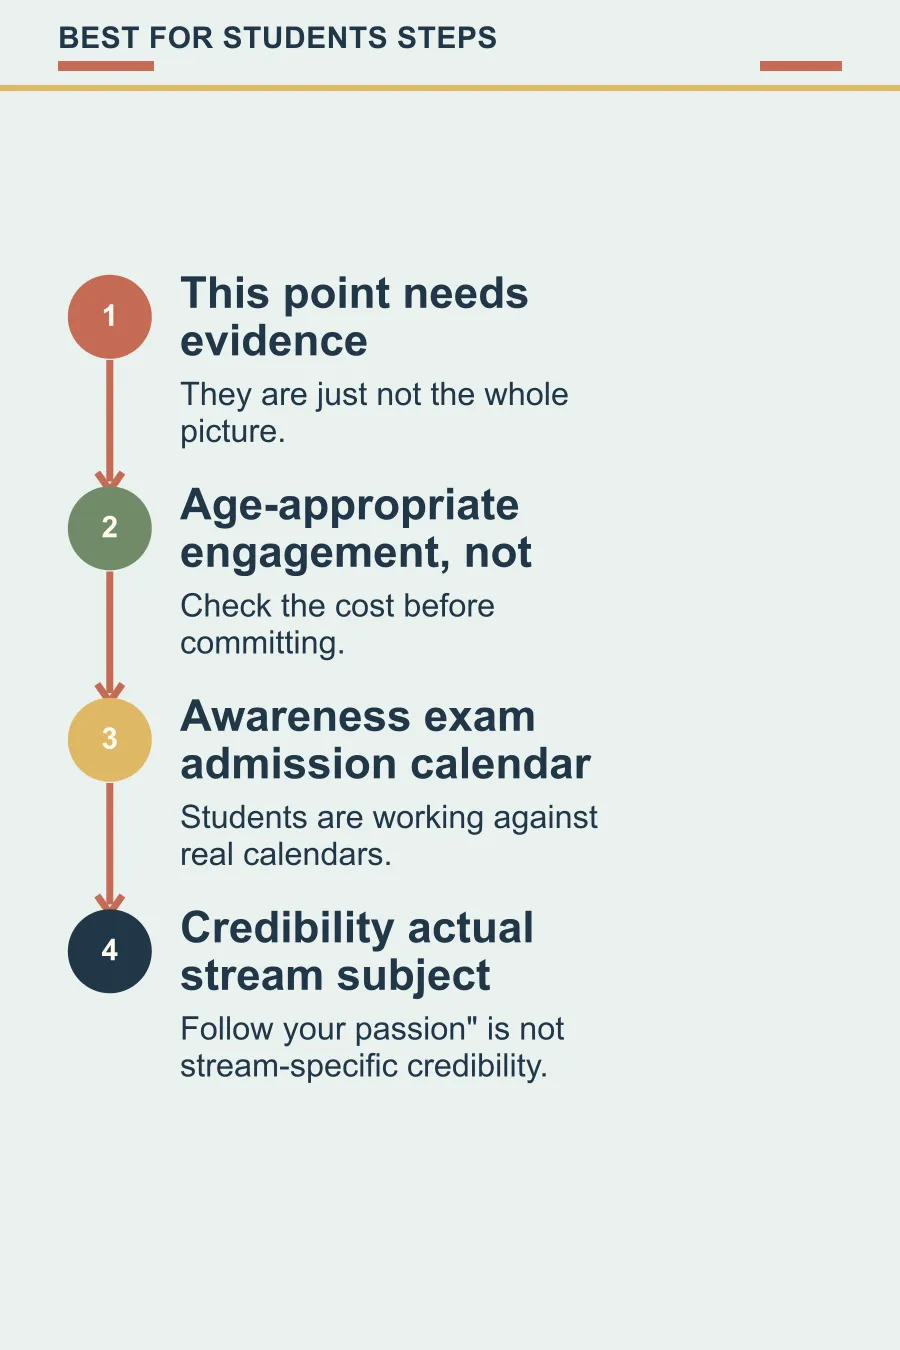 BEST FOR STUDENTS STEPS
1
This point needs
evidence
They are just not the whole
picture.
2
Age-appropriate
engagement, not
Check the cost before
committing.
3
Awareness exam
admission calendar
Students are working against
real calendars.
4
Credibility actual
stream subject
Follow your passion" is not
stream-specific credibility.